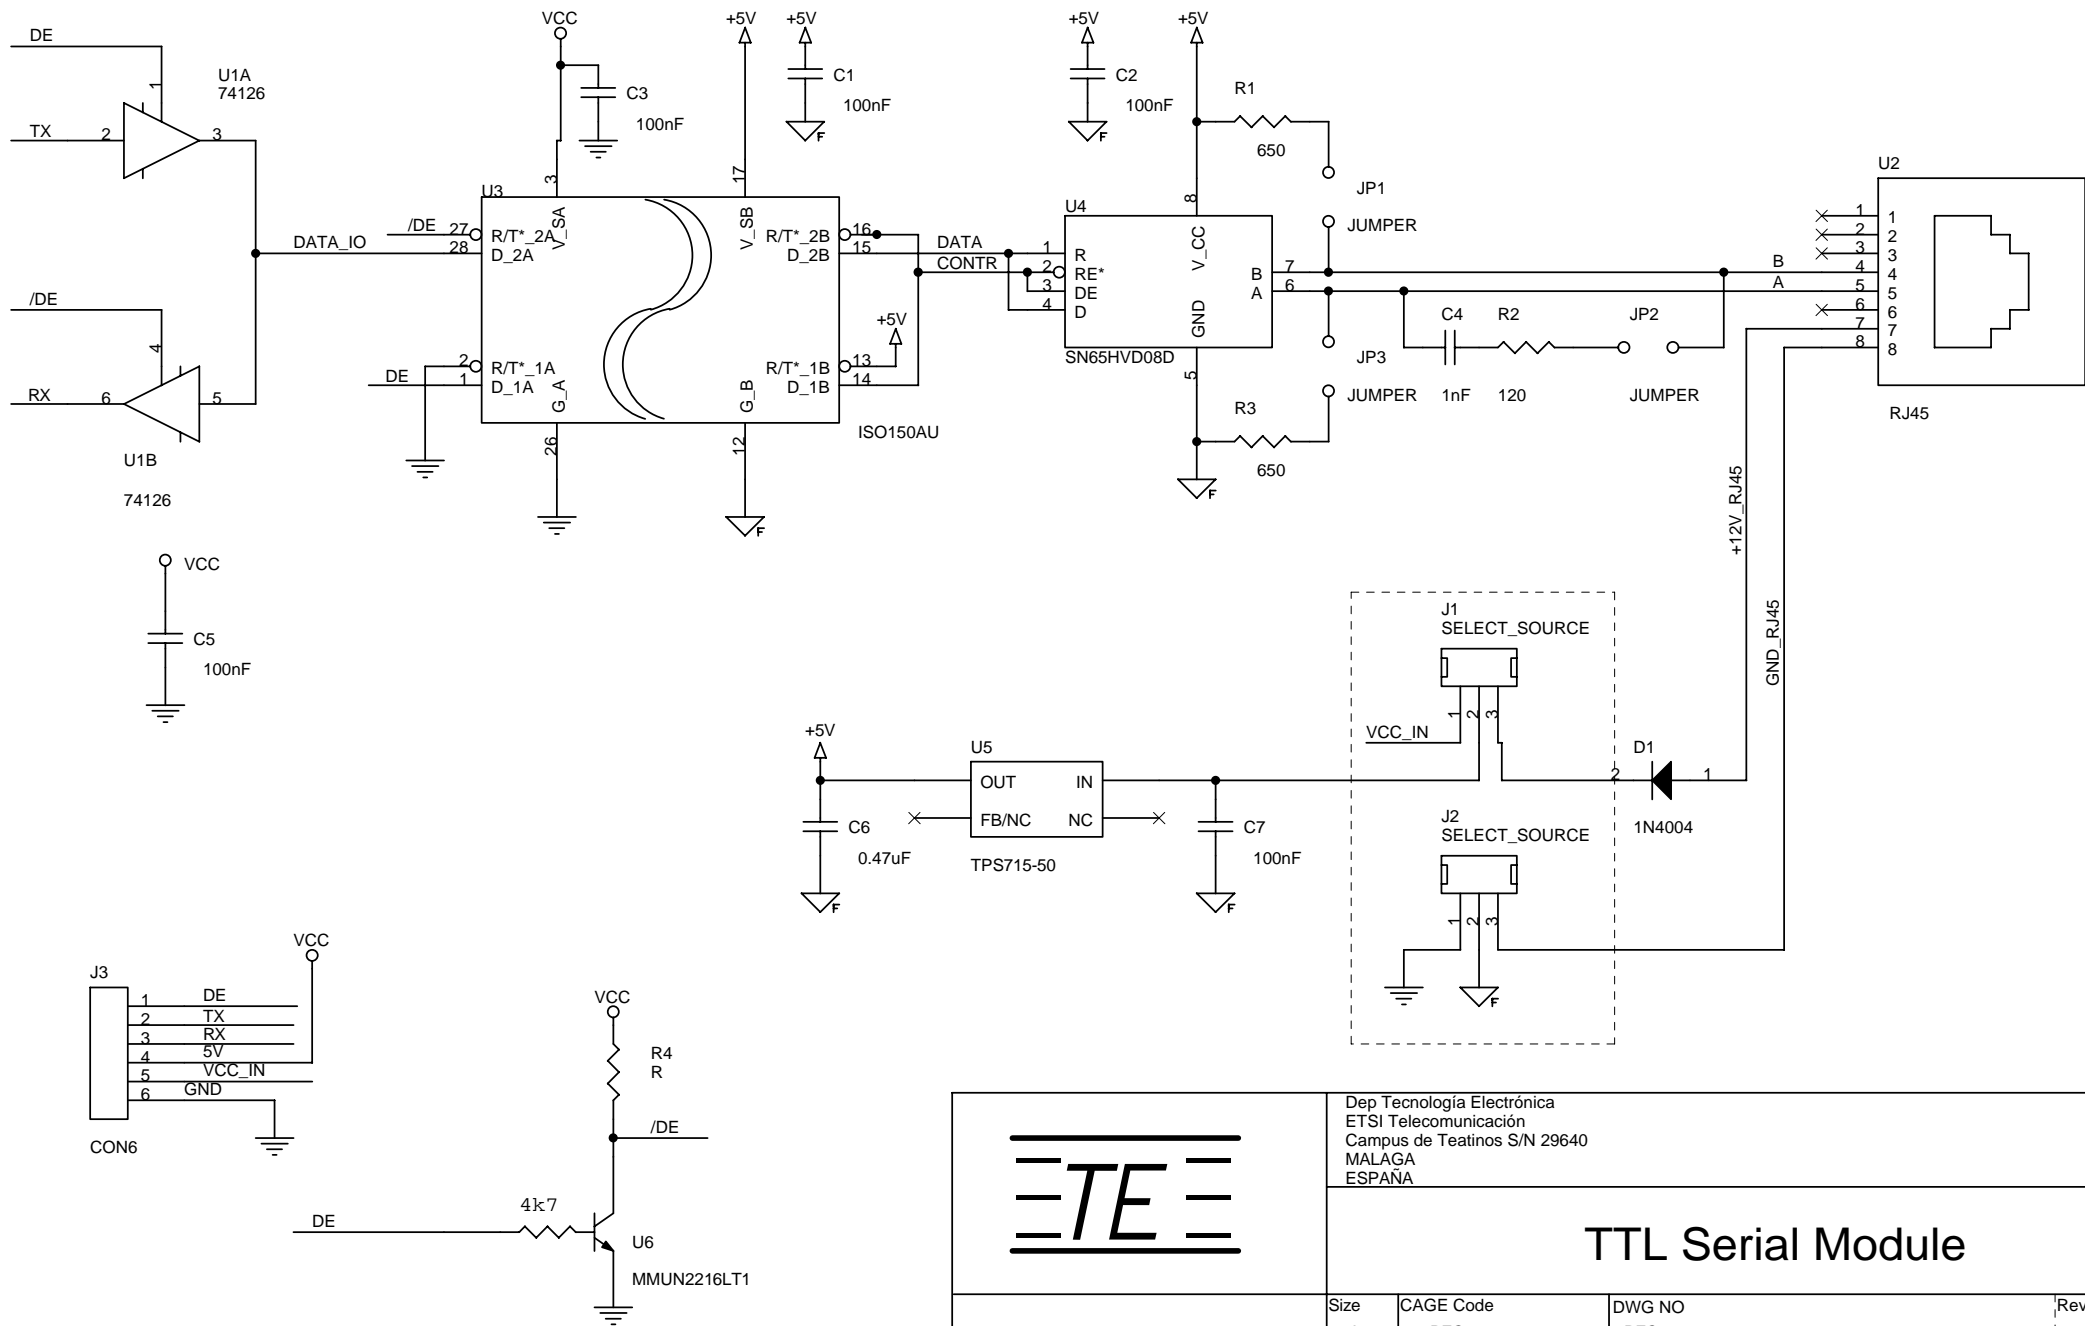 DE
U1A
74126
1
TX
2
3
/DE
4
RX
6
5
U1B
74126
DATA_IO
VCC
C3
100nF
+5V
+5V
C1
100nF
F
3
17
U3
/DE
27
28
R/T*_2A
D_2A
V_SA
V_SB
R/T*_2B
D_2B
16
15
DE
2
1
R/T*_1A
D_1A
G_A
G_B
R/T*_1B
D_1B
13
14
26
12
+5V
ISO150AU
F
DATA
CONTR
+5V
C2
100nF
F
+5V
R1
650
8
U4
1
2
3
4
R
RE*
DE
D
V_CC
GND
B
A
7
6
SN65HVD08D
5
R3
650
F
JP1
JUMPER
JP3
JUMPER
C4
1nF
R2
120
JP2
JUMPER
B
A
U2
1
2
3
4
5
6
7
8
1
2
3
4
5
6
7
8
RJ45
+12V_RJ45
GND_RJ45
VCC
C5
100nF
+5V
C6
0.47uF
F
U5
OUT
IN
FB/NC
NC
TPS715-50
C7
100nF
F
J1
SELECT_SOURCE
1
2
3
VCC_IN
2
D1
1
1N4004
J2
SELECT_SOURCE
1
2
3
F
VCC
J3
1
DE
2
TX
3
RX
4
5V
5
VCC_IN
6
GND
CON6
VCC
R4
R
/DE
DE
4k7
U6
MMUN2216LT1
TE
Dep Tecnología Electrónica
ETSI Telecomunicación
Campus de Teatinos S/N 29640
MALAGA
ESPAÑA
TTL Serial Module
Size
CAGE Code
DWG NO
Rev